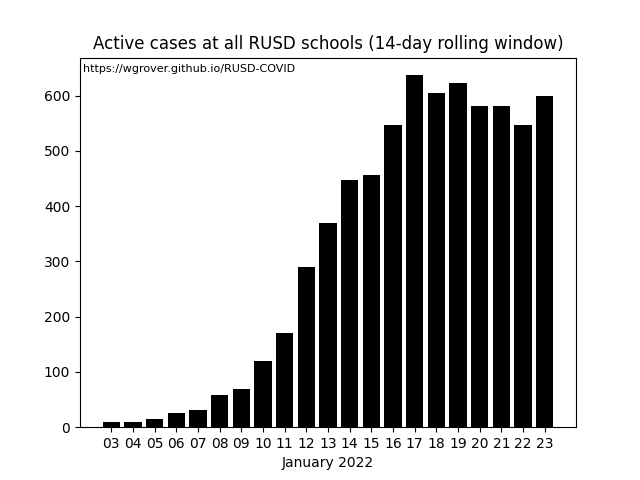 Active cases at all RUSD schools (14-day rolling window)
https://wgrover.github.io/RUSD-COVID
600
500
400
300
200
100
0
03 04 05 06 07 08 09 10 11 12 13 14 15 16 17 18 19 20 21 22 23
January 2022